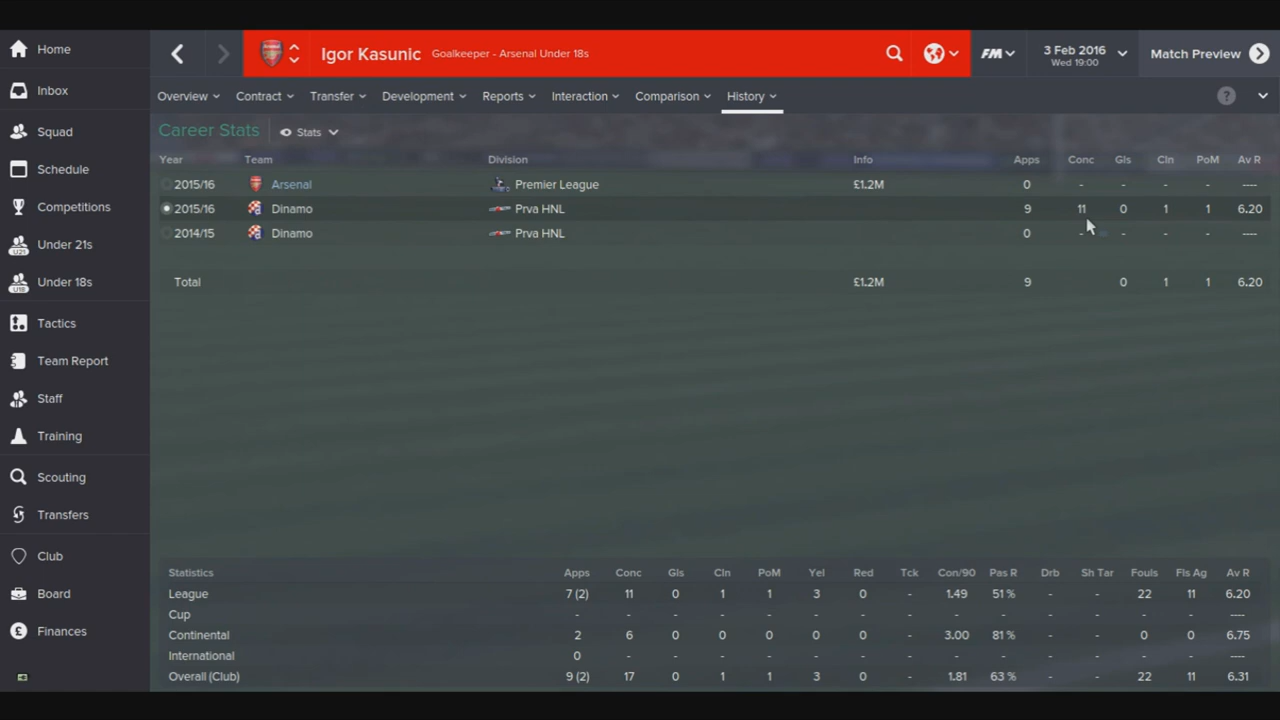 Home
Inbox
Squad
Schedule
Competitions
Under 21s
Under 18s
Tactics
Team Report
Staff
Training
Scouting
Transfers
Club
Board
Finances
Igor Kasunic Goalkeeper - Arsenal Under 18s FM 3 Feb 2016 Wed 19:00 Match Preview
Overview Contract Transfer Development Reports Interaction Comparison History ?
Career Stats Stats
Year Team Division Info Apps Conc Gls Cln PoM Av R
2015/16 Arsenal Premier League £1.2M 0 - - - - ----
2015/16 Dinamo Prva HNL 9 11 0 1 1 6.20
2014/15 Dinamo Prva HNL 0 - - - - ----
Total £1.2M 9 0 1 1 6.20
Statistics Apps Conc Gls Cln PoM Yel Red Tck Con/90 Pas R Drb Sh Tar Fouls Fls Ag Av R
League 7 (2) 11 0 1 1 3 0 - 1.49 51 % - - 22 11 6.20
Cup - - - - - - - - - - - - - - ----
Continental 2 6 0 0 0 0 0 - 3.00 81 % - - 0 0 6.75
International 0 - - - - - - - - - - - - - ----
Overall (Club) 9 (2) 17 0 1 1 3 0 - 1.81 63 % - - 22 11 6.31